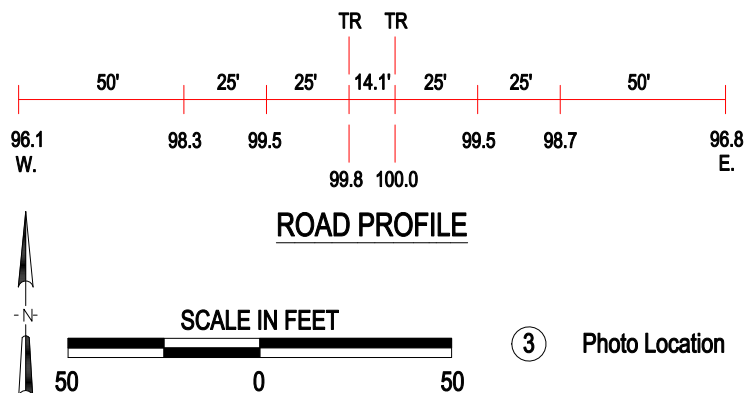 TR TR
50' 25' 25' 14.1' 25' 25' 50'
96.1 98.3 99.5 99.5 98.7 96.8
W. E.
99.8 100.0
ROAD PROFILE
-N-
SCALE IN FEET
3 Photo Location
50 0 50